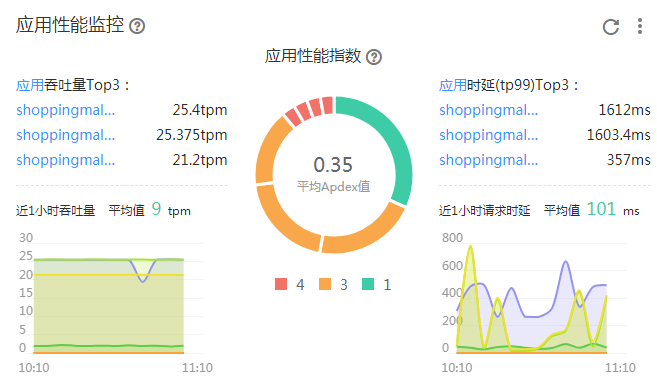 应用性能监控 ?
应用性能指数 ?
应用吞吐量Top3：
shoppingmal... 25.4tpm
shoppingmal... 25.375tpm
shoppingmal... 21.2tpm
近1小时吞吐量 平均值 9 tpm
30
25
20
15
10
5
0
10:10 11:10
0.35
平均Apdex值
4 3 1
应用时延(tp99)Top3：
shoppingmal... 1612ms
shoppingmal... 1603.4ms
shoppingmal... 357ms
近1小时请求时延 平均值 101 ms
800
600
400
200
0
10:10 11:10